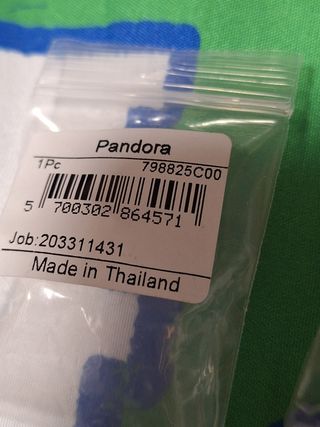 Pandora
1Pc 798825C00
5 700302 864571
Job:203311431
Made in Thailand